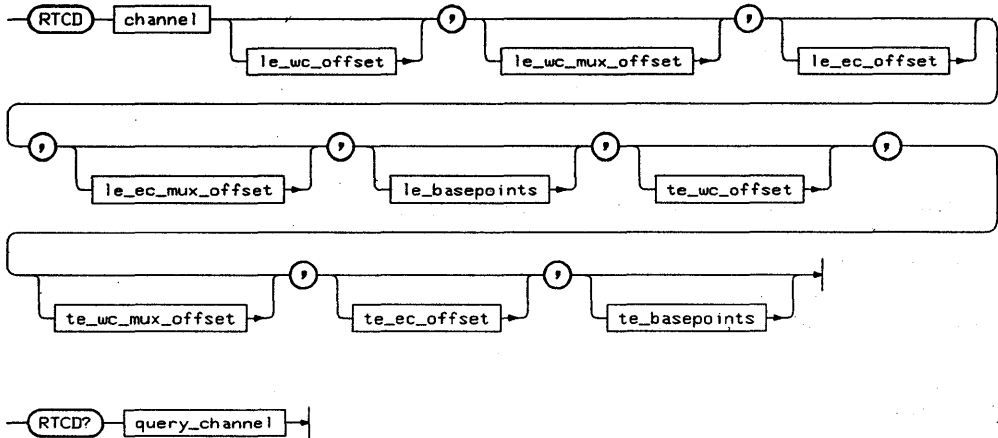 RTCD channel , ,
le_wc_offset le_wc_mux_offset le_ec_offset
, , , ,
le_ec_mux_offset le_basepoints te_wc_offset
, ,
te_wc_mux_offset te_ec_offset te_basepoints
RTCD? query_channel